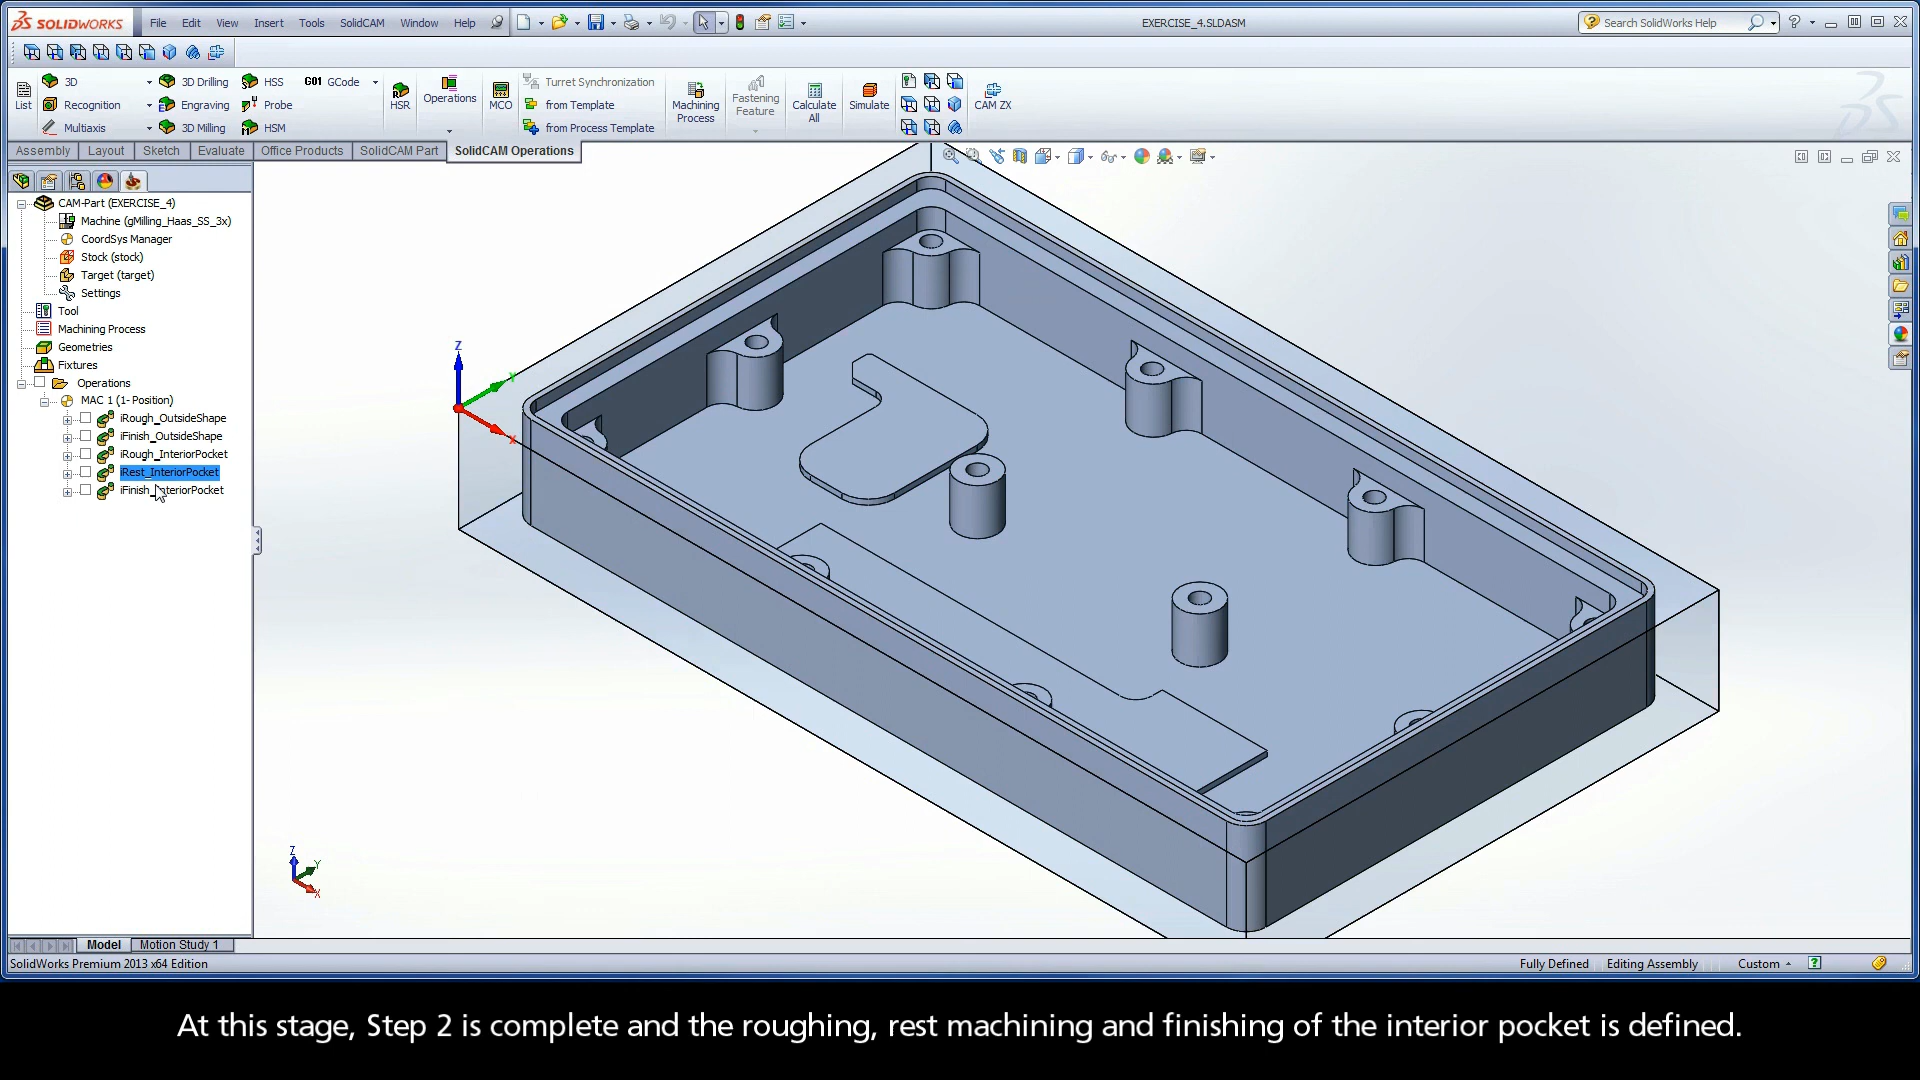 SOLIDWORKS File Edit View Insert Tools SolidCAM Window Help EXERCISE_4.SLDASM Search SolidWorks Help
3D 3D Drilling HSS G01 GCode Turret Synchronization
List Recognition Engraving Probe HSR Operations MCO from Template Machining Process Fastening Feature Calculate All Simulate CAM ZX
Multiaxis 3D Milling HSM from Process Template
Assembly Layout Sketch Evaluate Office Products SolidCAM Part SolidCAM Operations
CAM-Part (EXERCISE_4)
Machine (gMilling_Haas_SS_3x)
CoordSys Manager
Stock (stock)
Target (target)
Settings
Tool
Machining Process
Geometries
Fixtures
Operations
MAC 1 (1- Position)
iRough_OutsideShape
iFinish_OutsideShape
iRough_InteriorPocket
iRest_InteriorPocket
iFinish_InteriorPocket
Z
Y
X
Z
Y
X
Model Motion Study 1
SolidWorks Premium 2013 x64 Edition Fully Defined Editing Assembly Custom
At this stage, Step 2 is complete and the roughing, rest machining and finishing of the interior pocket is defined.